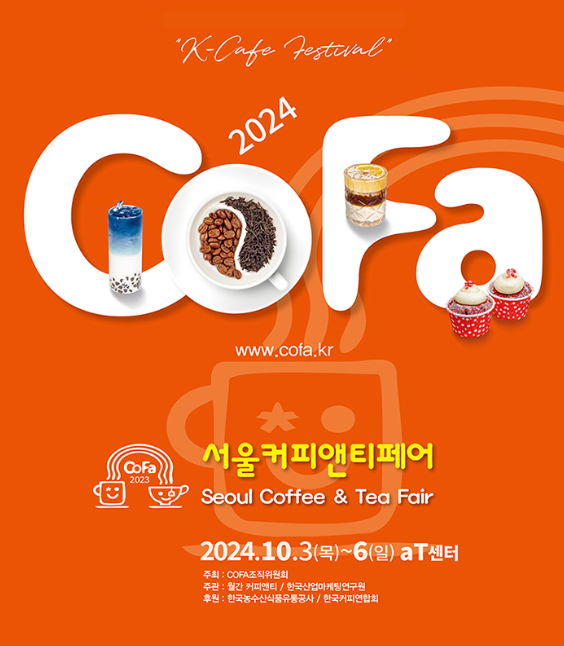 "K-Cafe Festival"
2024
CoFa
www.cofa.kr
CoFa
2023
서울커피앤티페어
Seoul Coffee & Tea Fair
2024.10.3(목)~6(일) aT센터
주최 : COFA조직위원회
주관 : 월간 커피앤티 / 한국산업마케팅연구원
후원 : 한국농수산식품유통공사 / 한국커피연합회